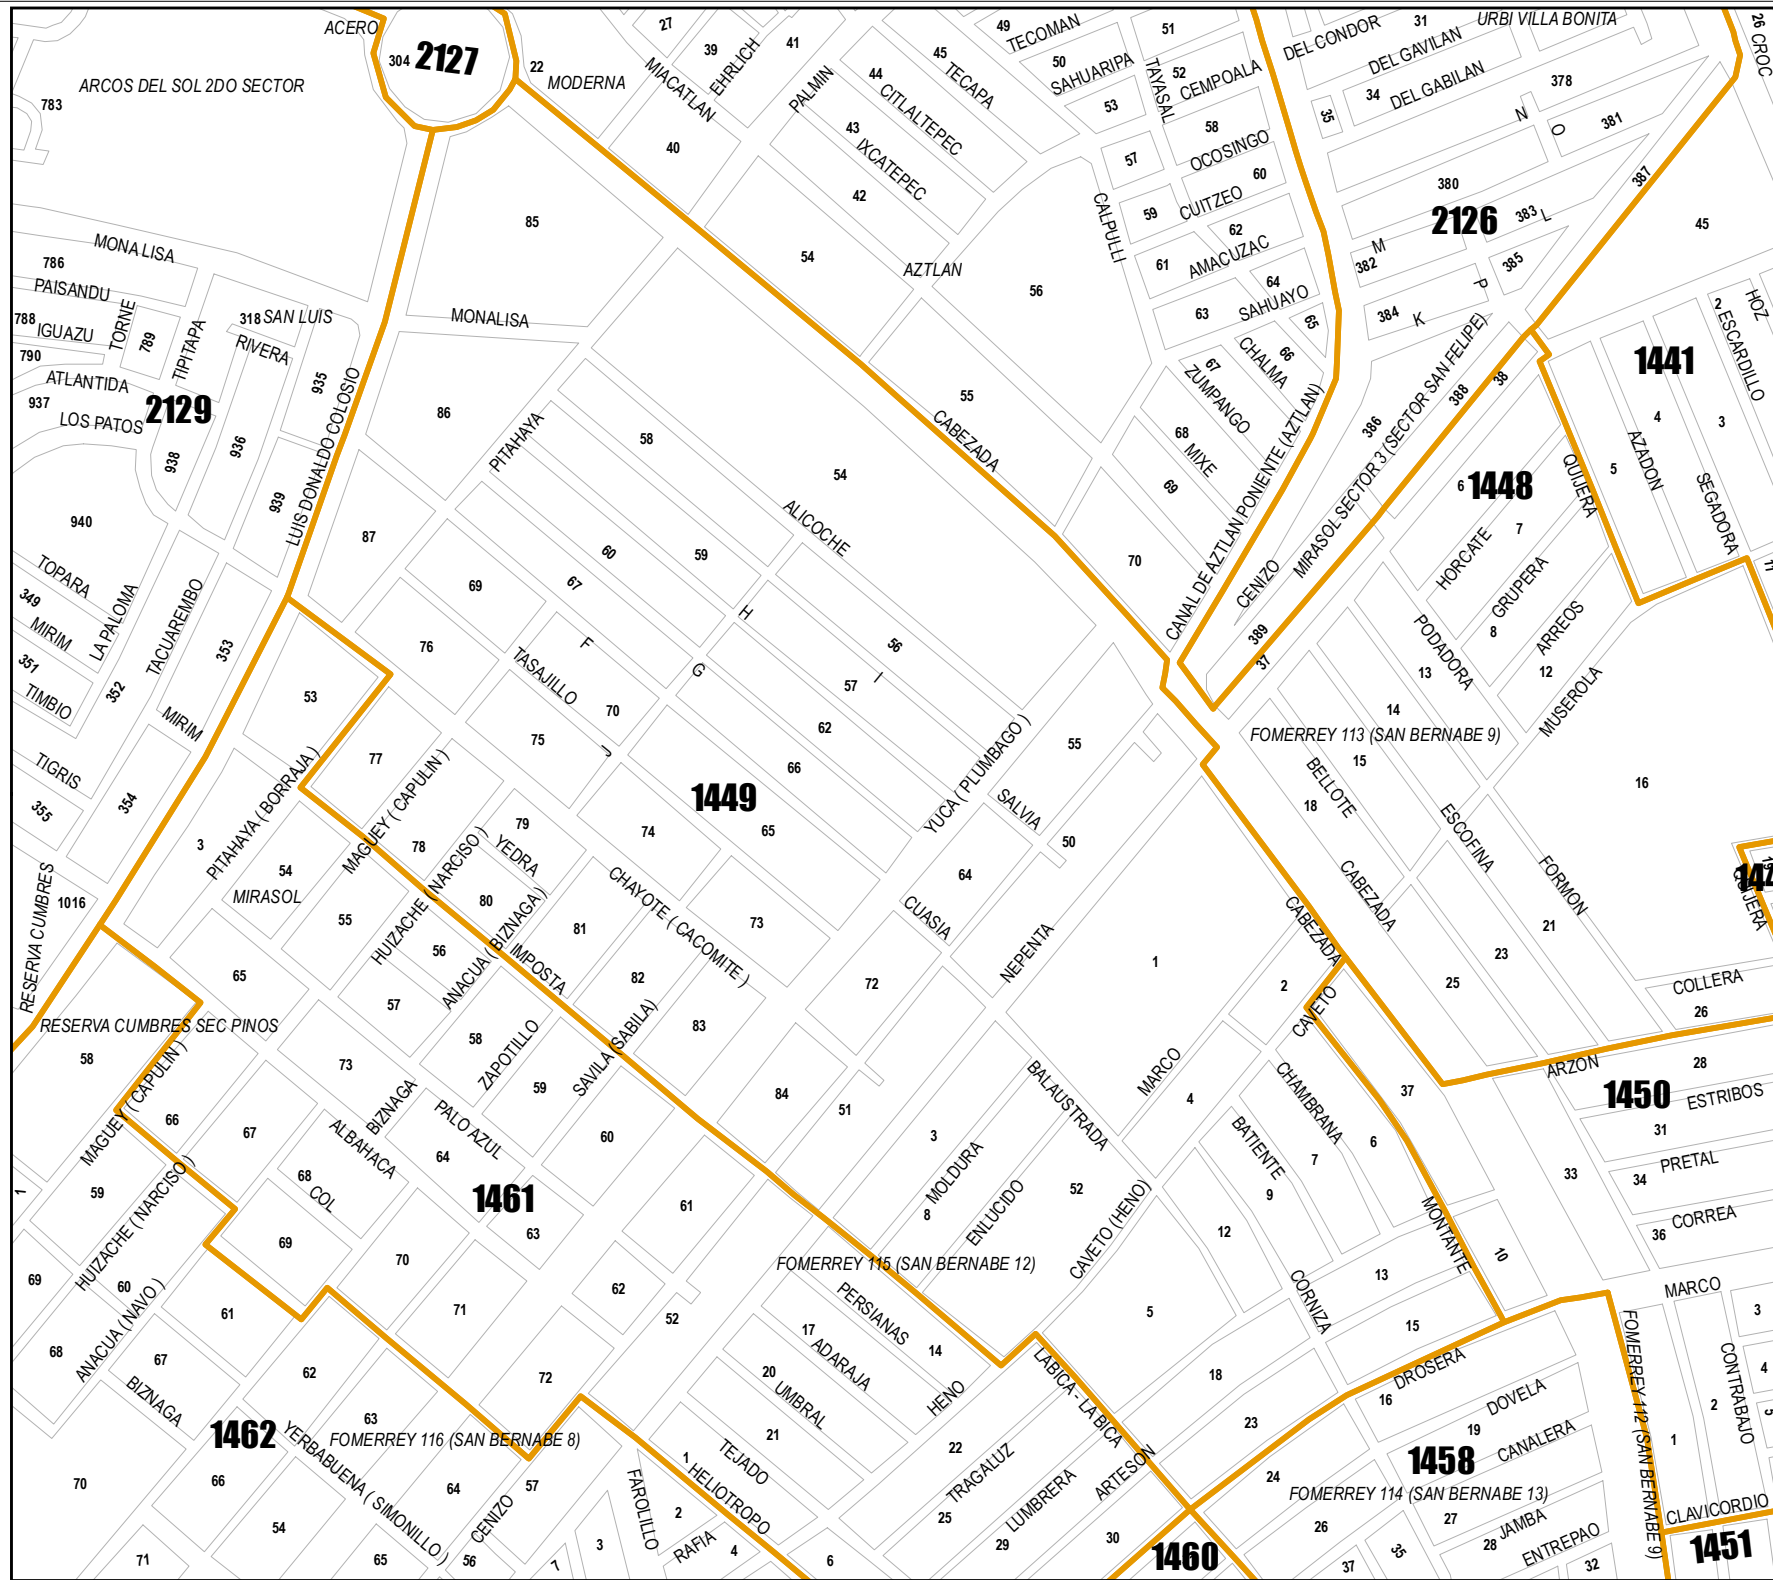 ACERO
304
2127
22
MODERNA
27
39
EHRLICH
MIACATLAN
41
PALMIN
44
CITLALTEPEC
45
TECAPA
49
TECOMAN
50
SAHUARIPA
51
52
CEMPOALA
TAYASAL
53
DEL CONDOR
31
URBI VILLA BONITA
DEL GAVILAN
34
DEL GABILAN
378
35
N
O
381
26 CROC
ARCOS DEL SOL 2DO SECTOR
783
40
43
IXCATEPEC
42
57
58
OCOSINGO
60
59
CUITZEO
62
CALPULLI
61
AMACUZAC
64
63
SAHUAYO
65
380
2126
383
L
M
382
385
P
384
K
387
45
85
54
AZTLAN
56
MONA LISA
786
PAISANDU
788
IGUAZU
TORNE
789
TIPITAPA
790
ATLANTIDA
937
LOS PATOS
2129
318
SAN LUIS
RIVERA
935
936
938
939
940
LUIS DONALDO COLOSIO
MONALISA
86
PITAHAYA
58
54
55
CABEZADA
ALICOCHE
67
ZUMPANGO
CHALMA
66
68
MIXE
69
70
CANAL DE AZTLAN PONIENTE (AZTLAN)
386
388
38
MIRASOL SECTOR 3 (SECTOR SAN FELIPE)
CENIZO
389
37
1441
2
ESCARDILLO
HOZ
4
3
5
AZADON
SEGADORA
11
QUIJERA
6
1448
7
HORCATE
GRUPERA
8
ARREOS
12
PODADORA
13
MUSEROLA
14
FOMERREY 113 (SAN BERNABE 9)
15
BELLOTE
18
16
ESCOFINA
FORMON
CABEZADA
21
23
25
COLLERA
26
19
QUIJERA
87
69
60
59
67
H
F
G
I
56
57
62
66
76
TASAJILLO
70
75
J
1449
74
65
TOPARA
349
MIRIM
351
TIMBIO
LA PALOMA
TACUAREMBO
352
353
MIRIM
TIGRIS
355
354
53
77
PITAHAYA ( BORRAJA )
3
54
MIRASOL
MAGUEY ( CAPULIN )
78
79
YEDRA
80
HUIZACHE ( NARCISO )
55
56
ANACUA ( BIZNAGA )
IMPOSTA
81
82
CHAYOTE ( CACOMITE )
73
83
YUCA ( PLUMBAGO )
55
SALVIA
50
64
CUASIA
NEPENTA
72
1
CABEZADA
2
CAVETO
1016
RESERVA CUMBRES
RESERVA CUMBRES SEC PINOS
65
57
58
ZAPOTILLO
59
SAVILA (SABILA)
73
BIZNAGA
PALO AZUL
64
60
ALBAHACA
58
MAGUEY ( CAPULIN )
66
67
68
COL
69
70
1461
63
61
62
71
72
52
84
51
3
MOLDURA
8
ENLUCIDO
BALAUSTRADA
52
CAVETO (HENO)
MARCO
4
CHAMBRANA
BATIENTE
7
9
6
37
12
CORNIZA
13
15
MONTANTE
10
5
ARZON
28
1450
ESTRIBOS
31
PRETAL
34
33
CORREA
36
MARCO
3
4
5
CONTRABAJO
2
1
CLAVICORDIO
1451
FOMERREY 112 (SAN BERNABE 9)
1
59
HUIZACHE ( NARCISO )
69
60
61
68
ANACUA ( NAVO )
67
BIZNAGA
62
1462
63
YERBABUENA ( SIMONILLO )
FOMERREY 116 (SAN BERNABE 8)
66
64
70
54
71
65
CENIZO
56
57
7
3
FAROLILLO
2
RAFIA
4
1
HELIOTROPO
FOMERREY 115 (SAN BERNABE 12)
PERSIANAS
17
ADARAJA
14
20
UMBRAL
21
TEJADO
HENO
22
TRAGALUZ
25
LUMBRERA
29
ARTESON
30
6
LABICA - LA BICA
18
23
DROSERA
16
DOVELA
19
1458
CANALERA
24
FOMERREY 114 (SAN BERNABE 13)
26
27
JAMBA
28
ENTREPAO
32
35
37
1460